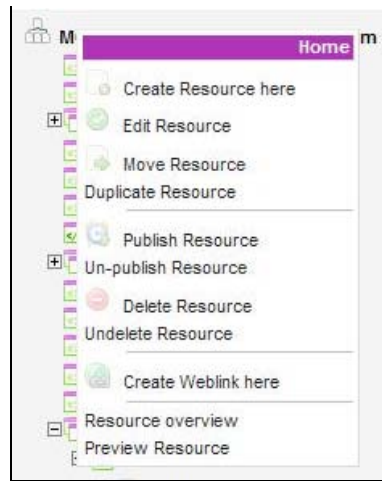 M Home m
Create Resource here
Edit Resource
Move Resource
Duplicate Resource
Publish Resource
Un-publish Resource
Delete Resource
Undelete Resource
Create Weblink here
Resource overview
Preview Resource